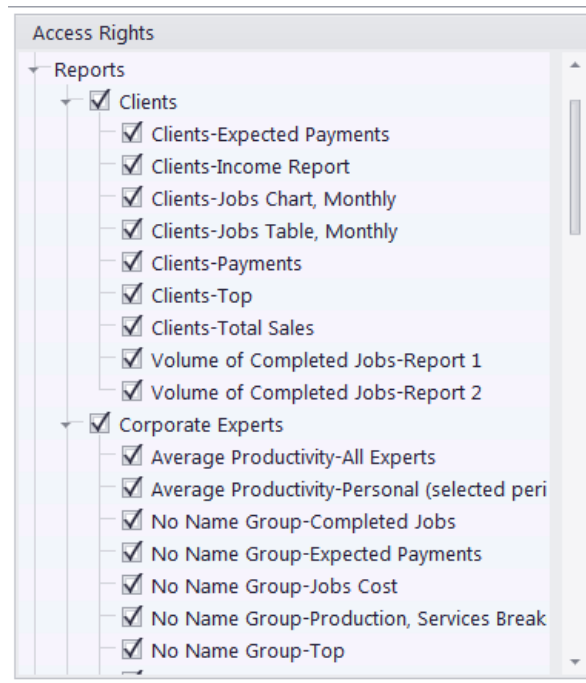 Access Rights
Reports
Clients
Clients-Expected Payments
Clients-Income Report
Clients-Jobs Chart, Monthly
Clients-Jobs Table, Monthly
Clients-Payments
Clients-Top
Clients-Total Sales
Volume of Completed Jobs-Report 1
Volume of Completed Jobs-Report 2
Corporate Experts
Average Productivity-All Experts
Average Productivity-Personal (selected peri
No Name Group-Completed Jobs
No Name Group-Expected Payments
No Name Group-Jobs Cost
No Name Group-Production, Services Break
No Name Group-Top